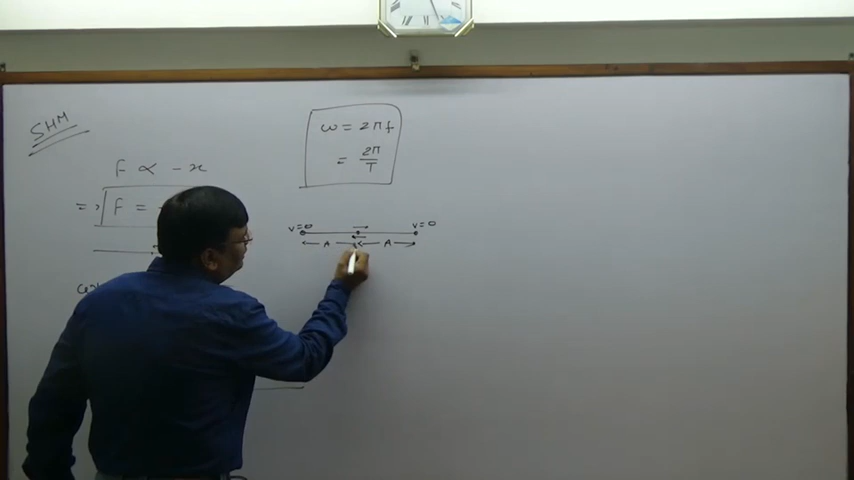 SHM
F ∝ -x
=> F = -
ω = 2πf
= 2π/T
v=0 v=0
A A